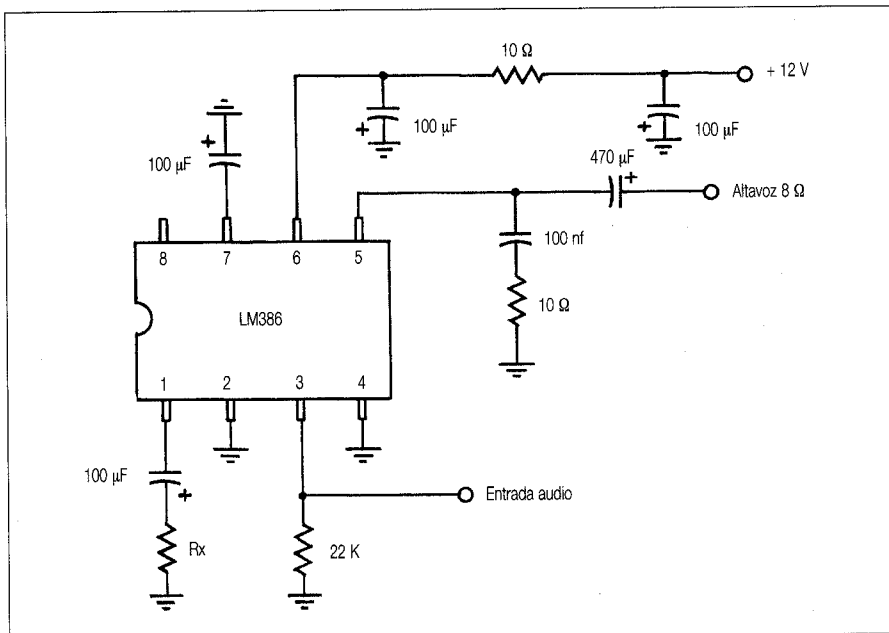 10 Ω
+ 12 V
+
100 µF
+
100 µF
+
100 µF
470 µF
+
Altavoz 8 Ω
8
7
6
5
100 nf
LM386
10 Ω
1
2
3
4
100 µF
+
Entrada audio
Rx
22 K